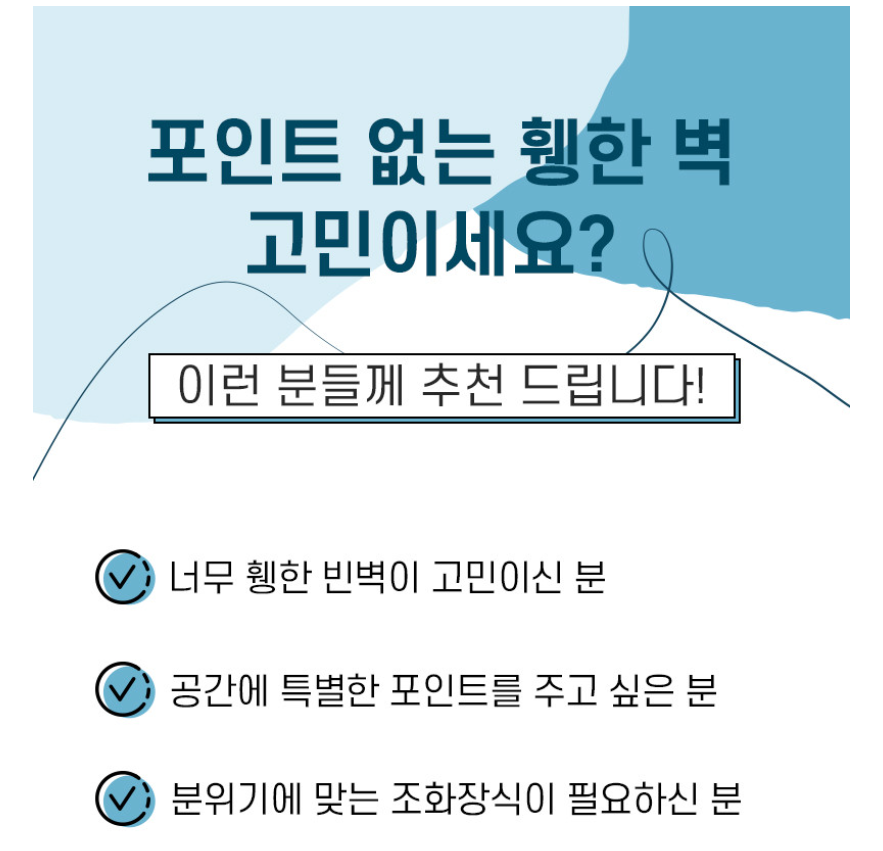 포인트 없는 휑한 벽
고민이세요?
이런 분들께 추천 드립니다!
너무 휑한 빈벽이 고민이신 분
공간에 특별한 포인트를 주고 싶은 분
분위기에 맞는 조화장식이 필요하신 분